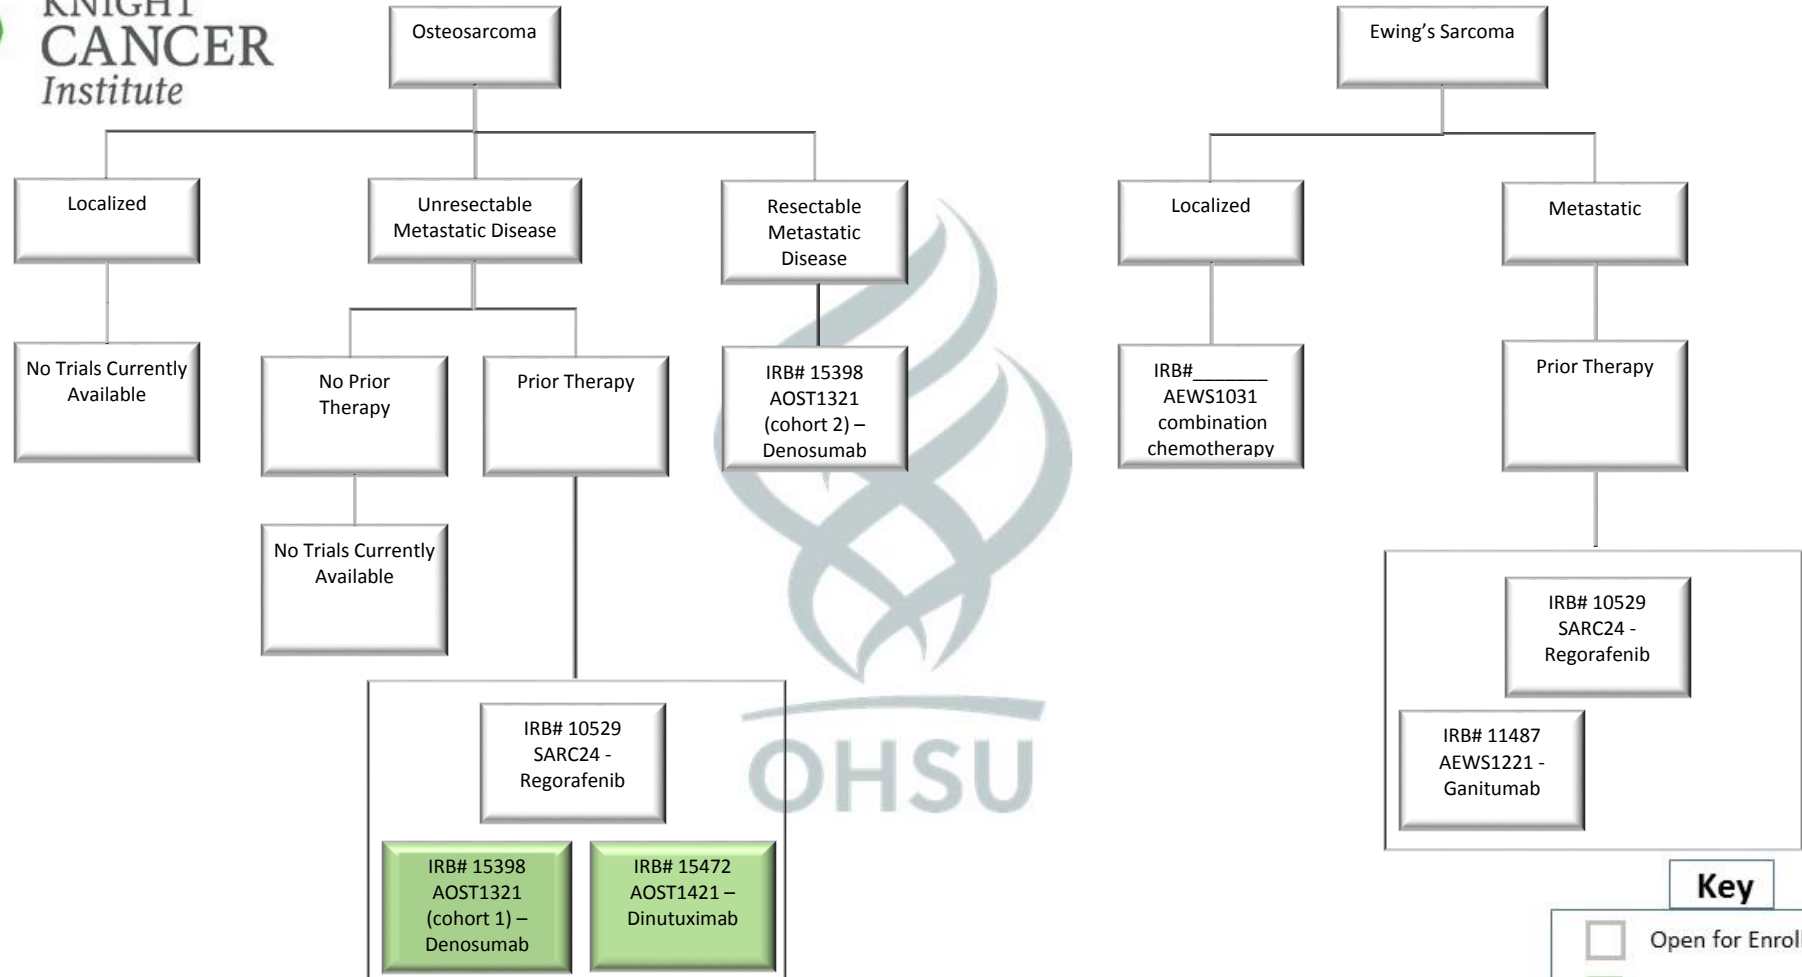 KNIGHT
CANCER
Institute
Osteosarcoma
Ewing’s Sarcoma
Localized
Unresectable
Metastatic Disease
Resectable
Metastatic
Disease
Localized
Metastatic
No Trials Currently
Available
No Prior
Therapy
Prior Therapy
IRB# 15398
AOST1321
(cohort 2) –
Denosumab
IRB#_______
AEWS1031
combination
chemotherapy
Prior Therapy
No Trials Currently
Available
IRB# 10529
SARC24 -
Regorafenib
IRB# 15398
AOST1321
(cohort 1) –
Denosumab
IRB# 15472
AOST1421 –
Dinutuximab
IRB# 10529
SARC24 -
Regorafenib
IRB# 11487
AEWS1221 -
Ganitumab
OHSU
Key
Open for Enroll